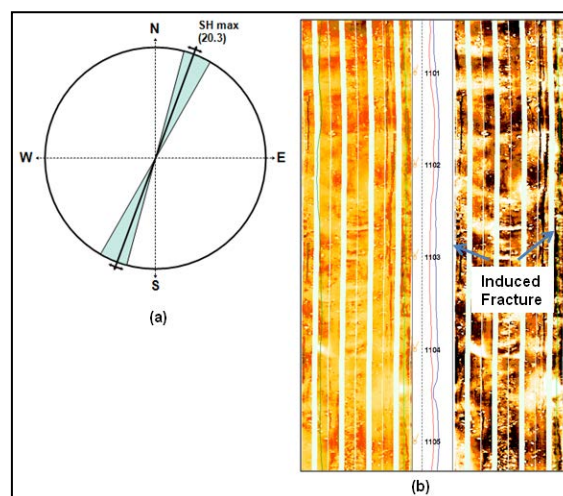 SH max
(20.3)
N
W
E
S
(a)
1101
1102
1103
Induced
Fracture
1104
1105
(b)